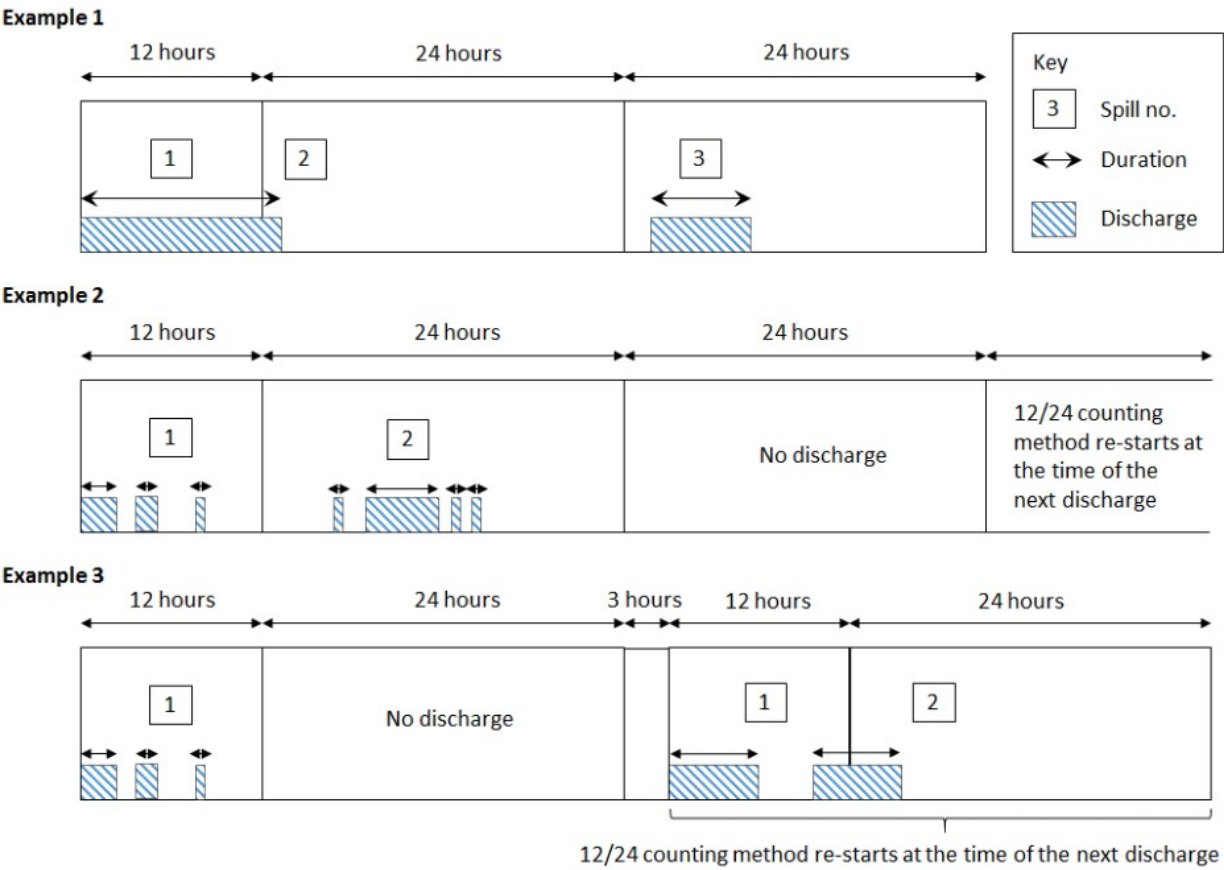 Example 1
12 hours
24 hours
24 hours
1
2
3
Key
3 Spill no.
Duration
Discharge
Example 2
12 hours
24 hours
24 hours
1
2
No discharge
12/24 counting
method re-starts at
the time of the
next discharge
Example 3
12 hours
24 hours
3 hours
12 hours
24 hours
1
No discharge
1
2
12/24 counting method re-starts at the time of the next discharge